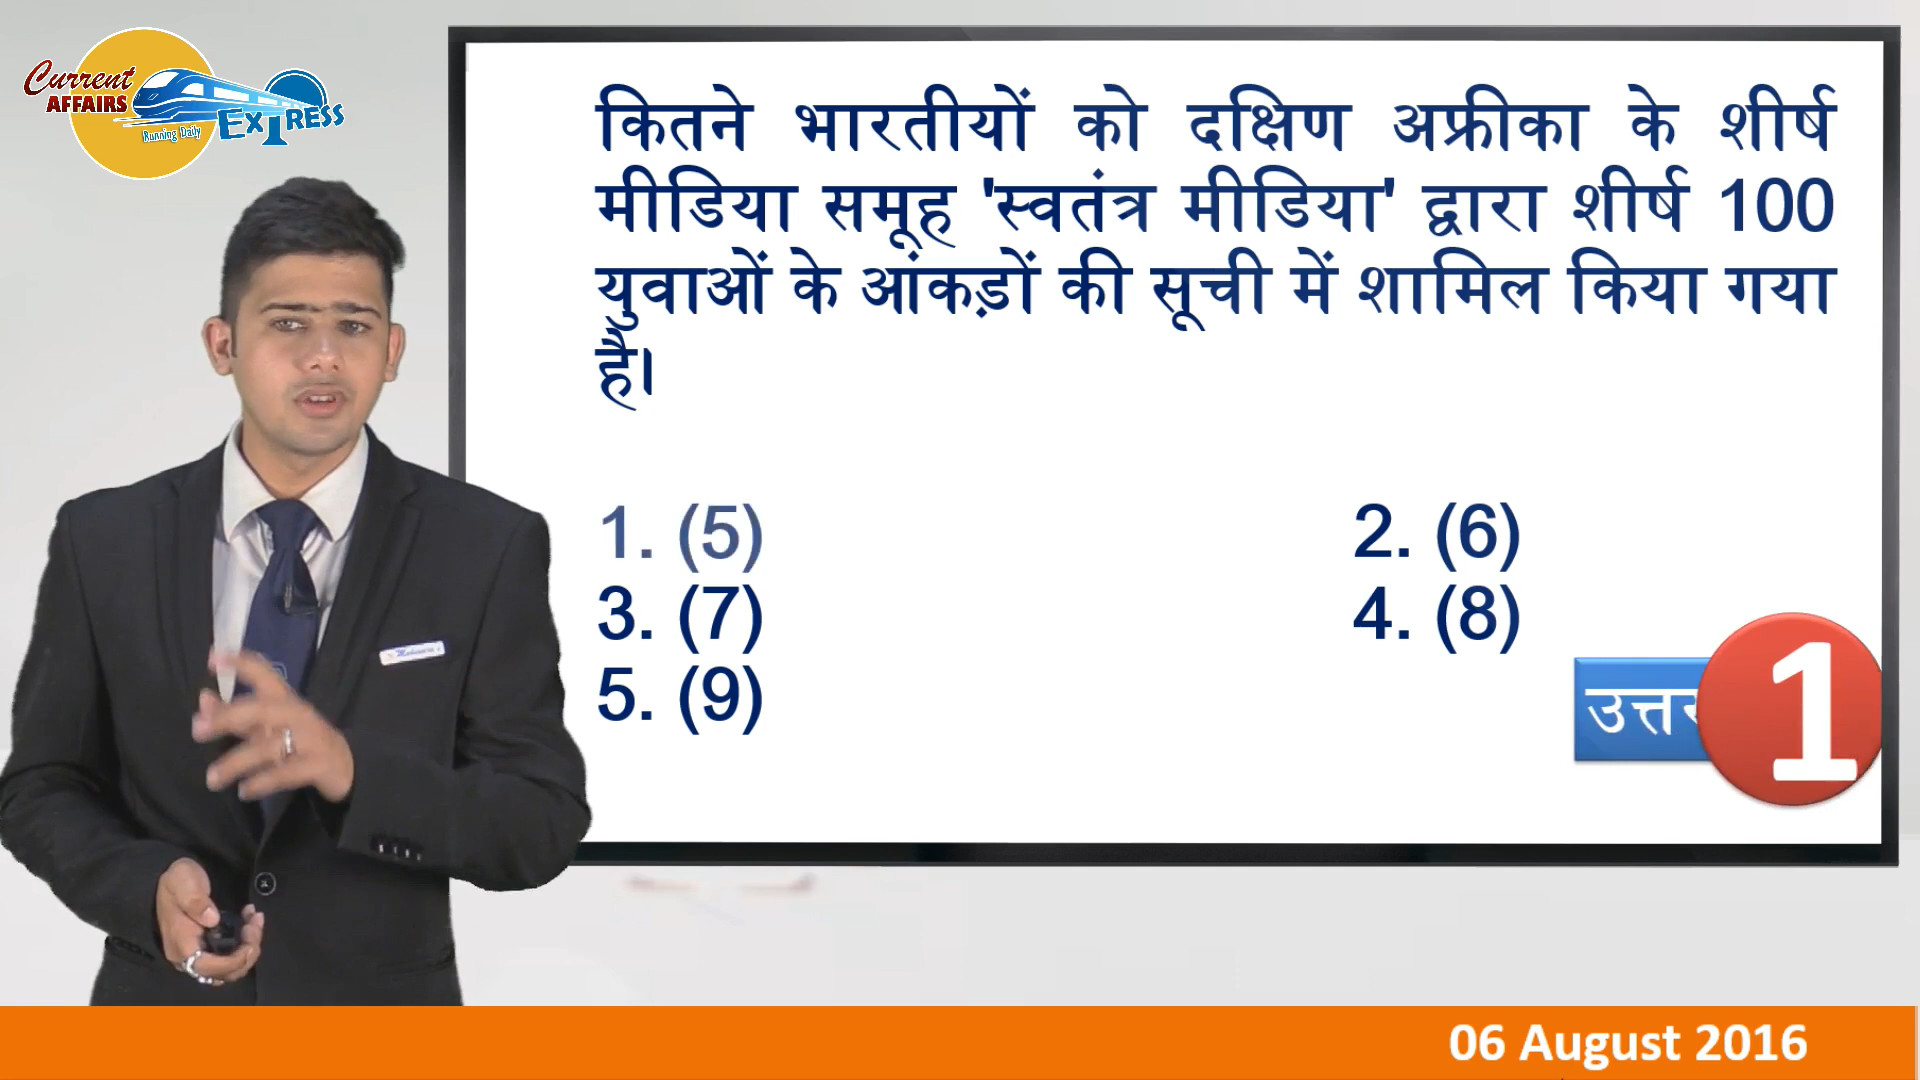 Current
AFFAIRS
EXPRESS
Running Daily
कितने भारतीयों को दक्षिण अफ्रीका के शीर्ष
मीडिया समूह 'स्वतंत्र मीडिया' द्वारा शीर्ष 100
युवाओं के आंकड़ों की सूची में शामिल किया गया
है।
1. (5) 2. (6)
3. (7) 4. (8)
5. (9)
उत्तर 1
06 August 2016